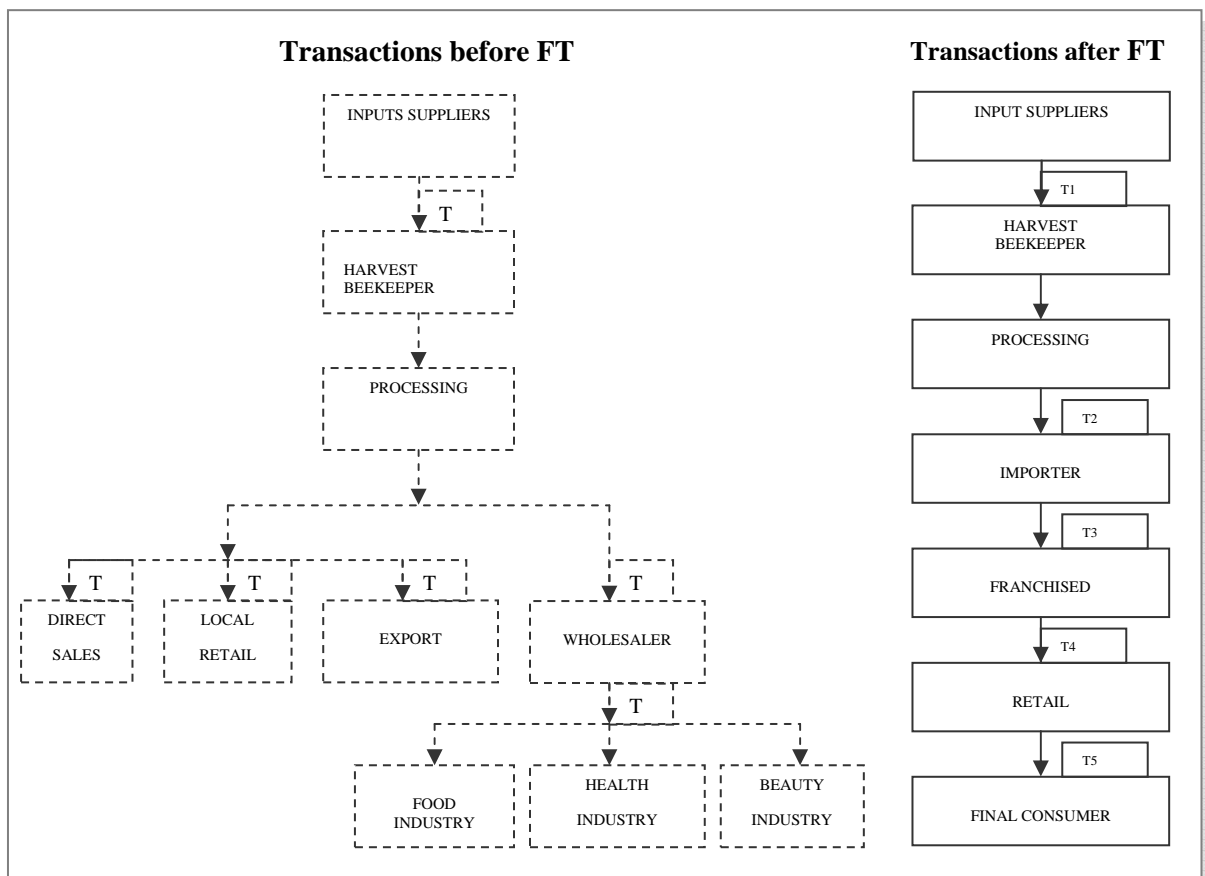 Transactions before FT
INPUTS SUPPLIERS
T
HARVEST
BEEKEEPER
PROCESSING
T
T
T
T
DIRECT
SALES
LOCAL
RETAIL
EXPORT
WHOLESALER
T
FOOD
INDUSTRY
HEALTH
INDUSTRY
BEAUTY
INDUSTRY
Transactions after FT
INPUT SUPPLIERS
T1
HARVEST
BEEKEEPER
PROCESSING
T2
IMPORTER
T3
FRANCHISED
T4
RETAIL
T5
FINAL CONSUMER